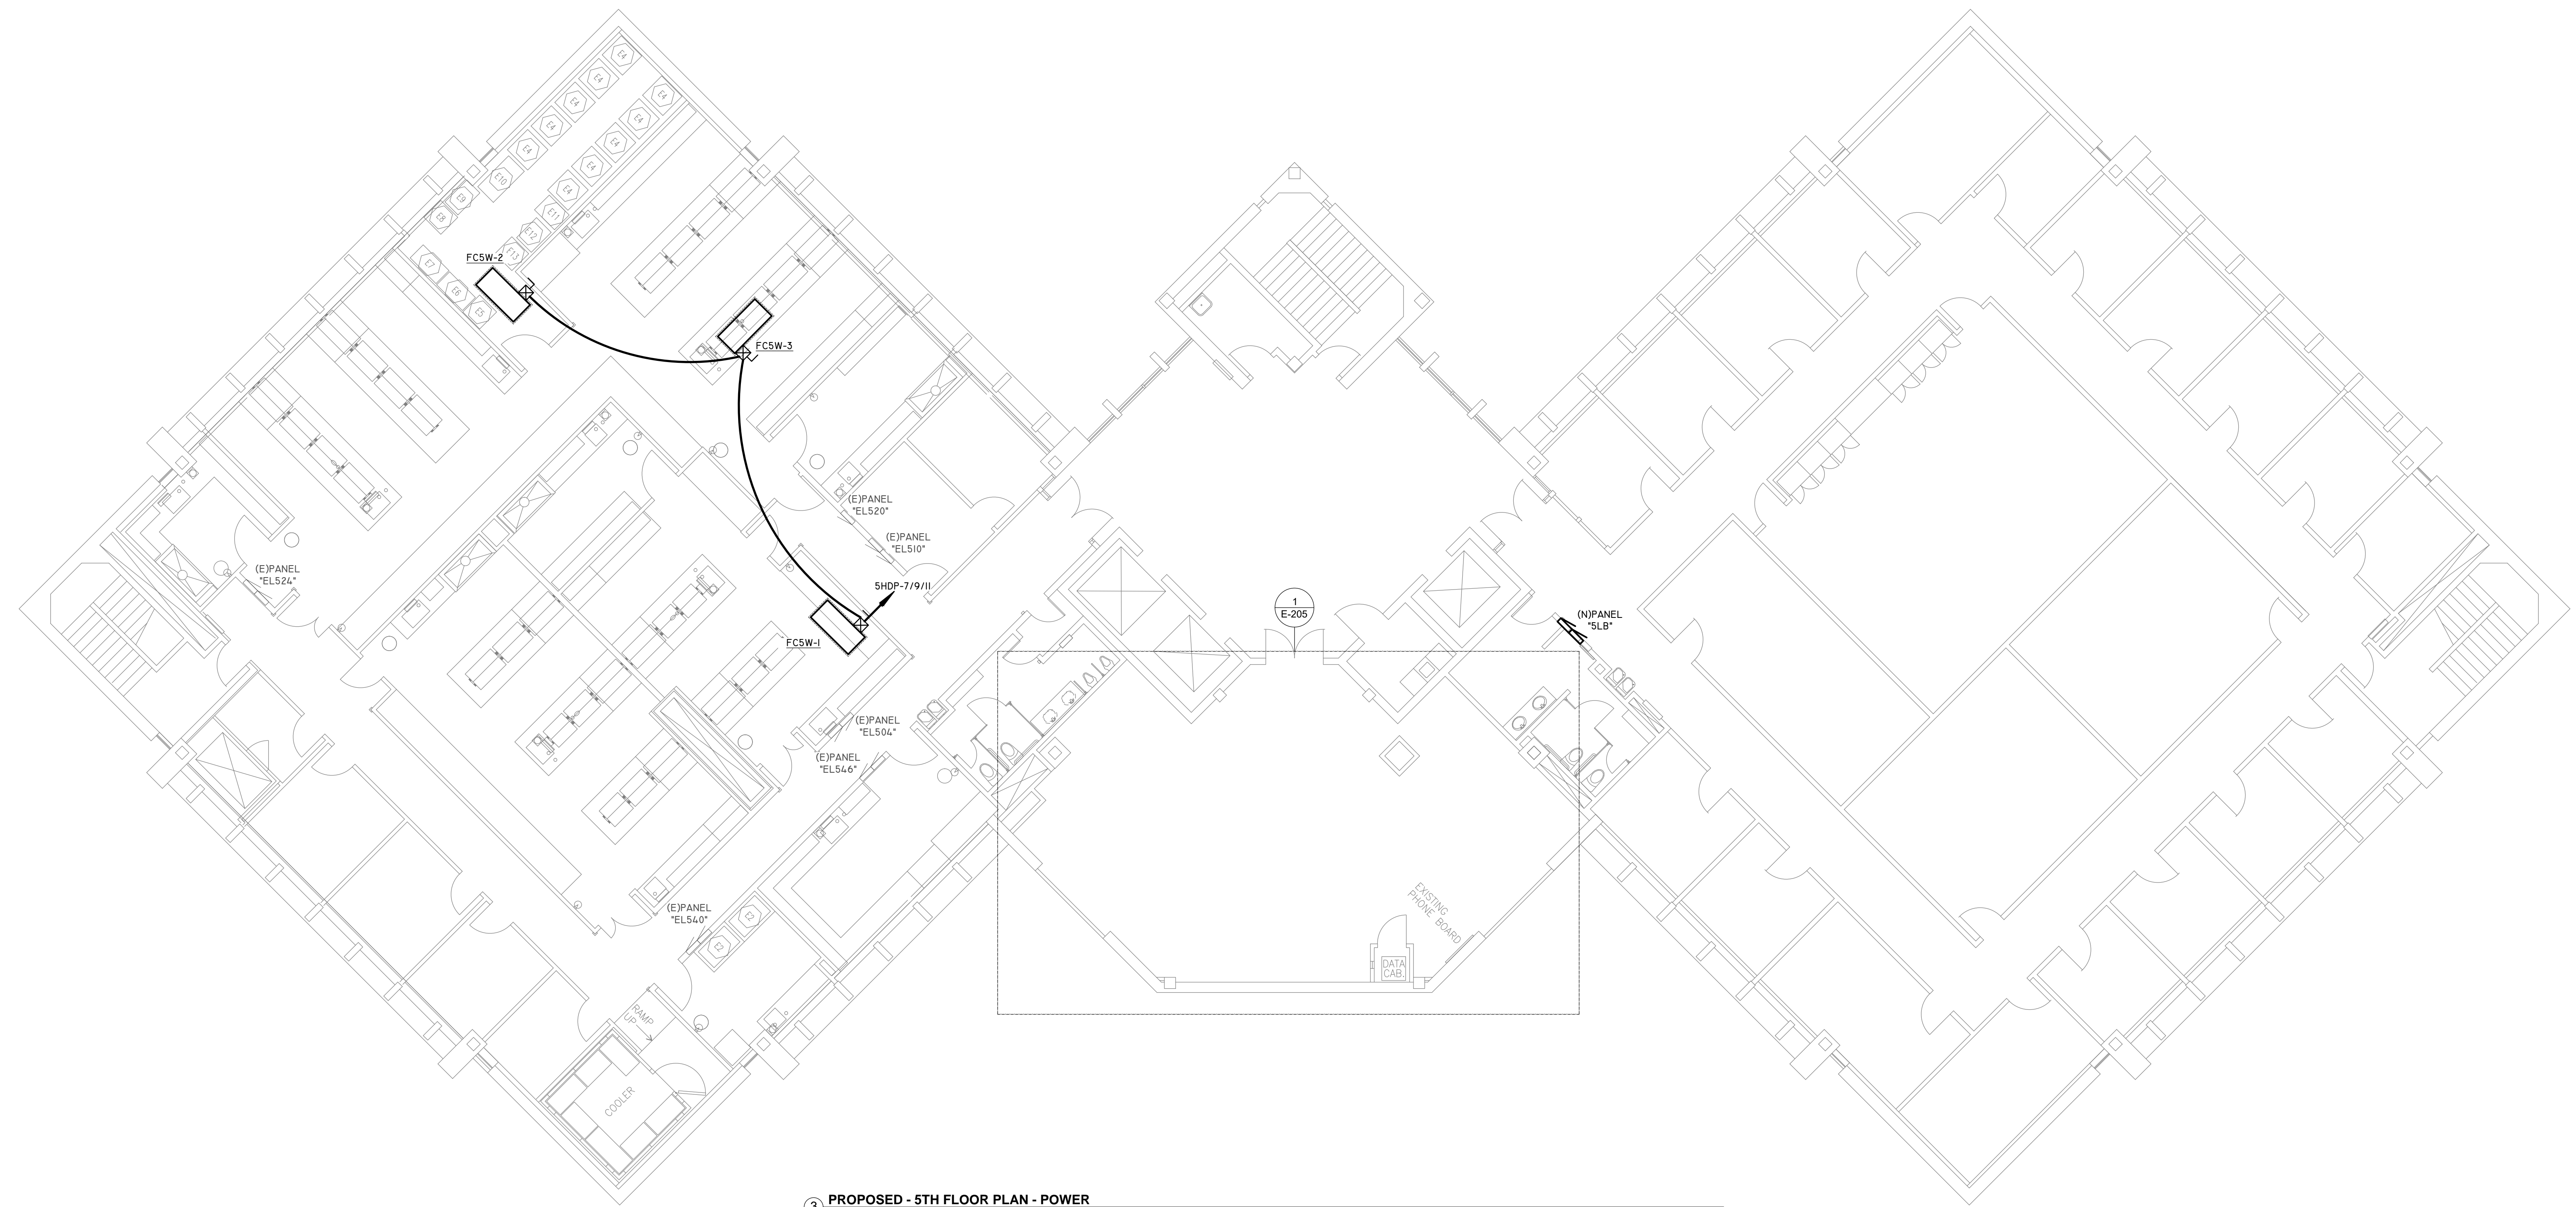 E4
E4
E4
E4
E4
E10
E9
E8
E4
E4
E4
E4
E4
E11
E12
F13
E7
E6
E5
FC5W-2
FC5W-3
(E)PANEL
"EL520"
(E)PANEL
"EL510"
(E)PANEL
"EL524"
5HDP-7/9/11
FC5W-1
1
E-205
(N)PANEL
"5LB"
(E)PANEL
"EL504"
(E)PANEL
"EL546"
(E)PANEL
"EL540"
E2
E2
EXISTING
PHONE BOARD
DATA
CAB.
RAMP
UP
COOLER
3
PROPOSED - 5TH FLOOR PLAN - POWER